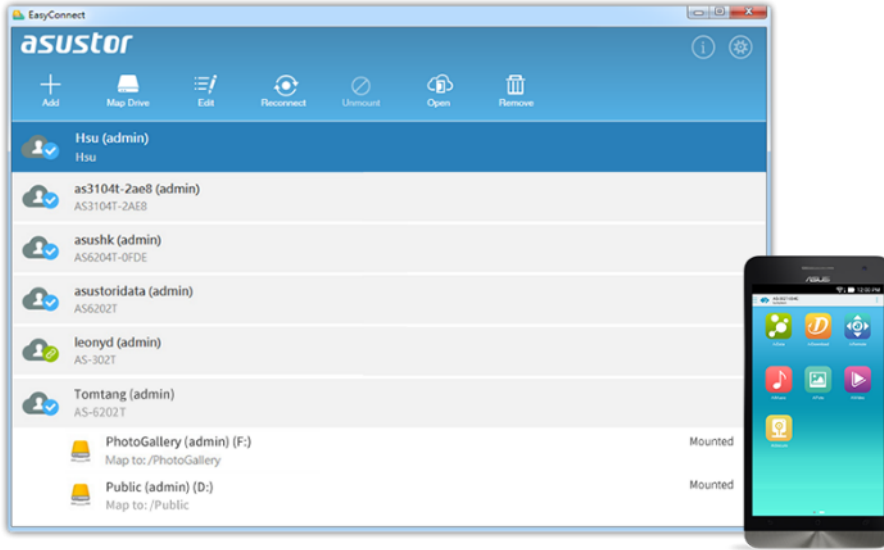 EasyConnect
asustor
Add
Map Drive
Edit
Reconnect
Unmount
Open
Remove
Hsu (admin)
Hsu
as3104t-2ae8 (admin)
AS3104T-2AE8
asushk (admin)
AS6204T-0FDE
asustoridata (admin)
AS6202T
leonyd (admin)
AS-302T
Tomtang (admin)
AS-6202T
PhotoGallery (admin) (F:)
Mounted
Map to: /PhotoGallery
Public (admin) (D:)
Mounted
Map to: /Public
ASUS